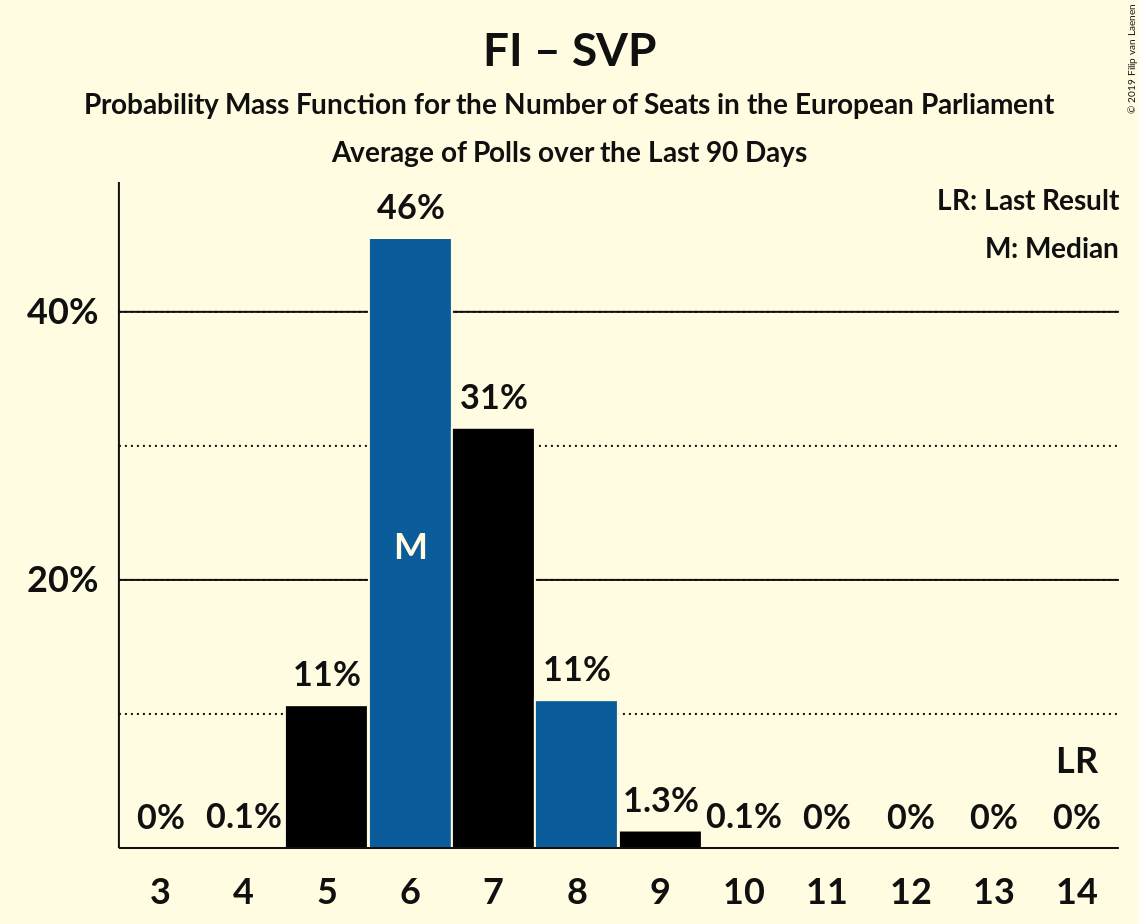 FI – SVP
Probability Mass Function for the Number of Seats in the European Parliament
Average of Polls over the Last 90 Days
© 2019 Filip van Laenen
LR: Last Result
M: Median
46%
40%
31%
M
20%
11%
11%
LR
0%
0.1%
1.3%
0.1%
0%
0%
0%
0%
3 4 5 6 7 8 9 10 11 12 13 14